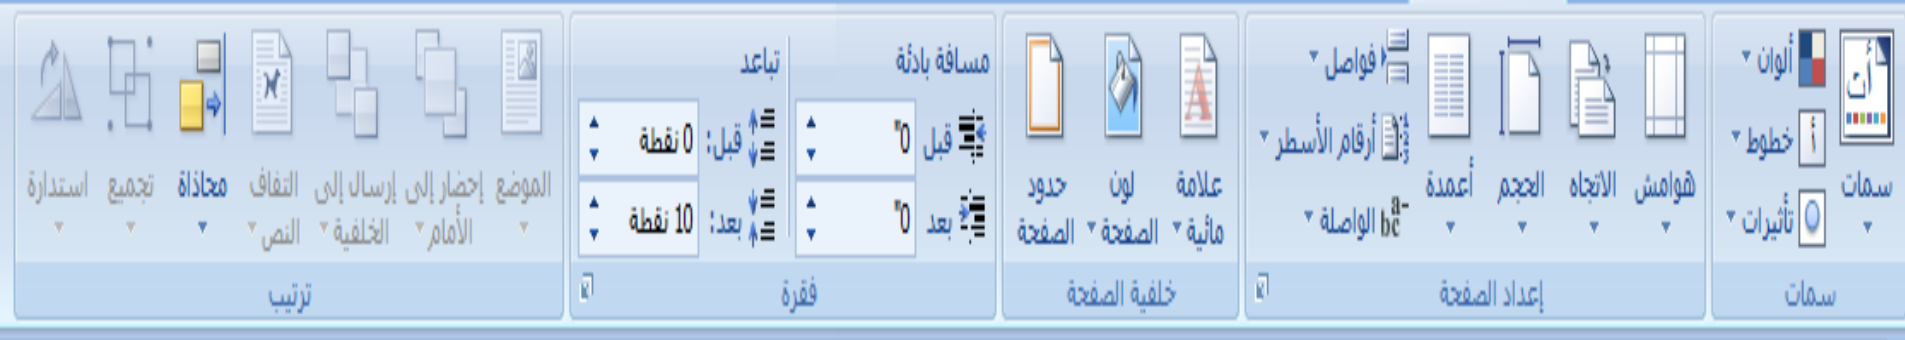 سمات
ألوان
خطوط
تأثيرات
سمات
هوامش
الاتجاه
الحجم
أعمدة
فواصل
أرقام الأسطر
الواصلة
إعداد الصفحة
علامة
مائية
لون
الصفحة
حدود
الصفحة
خلفية الصفحة
مسافة بادئة
قبل 0"
بعد 0"
تباعد
قبل: 0 نقطة
بعد: 10 نقطة
فقرة
الموضع
إحضار إلى
الأمام
إرسال إلى
الخلفية
التفاف
النص
محاذاة
تجميع
استدارة
ترتيب